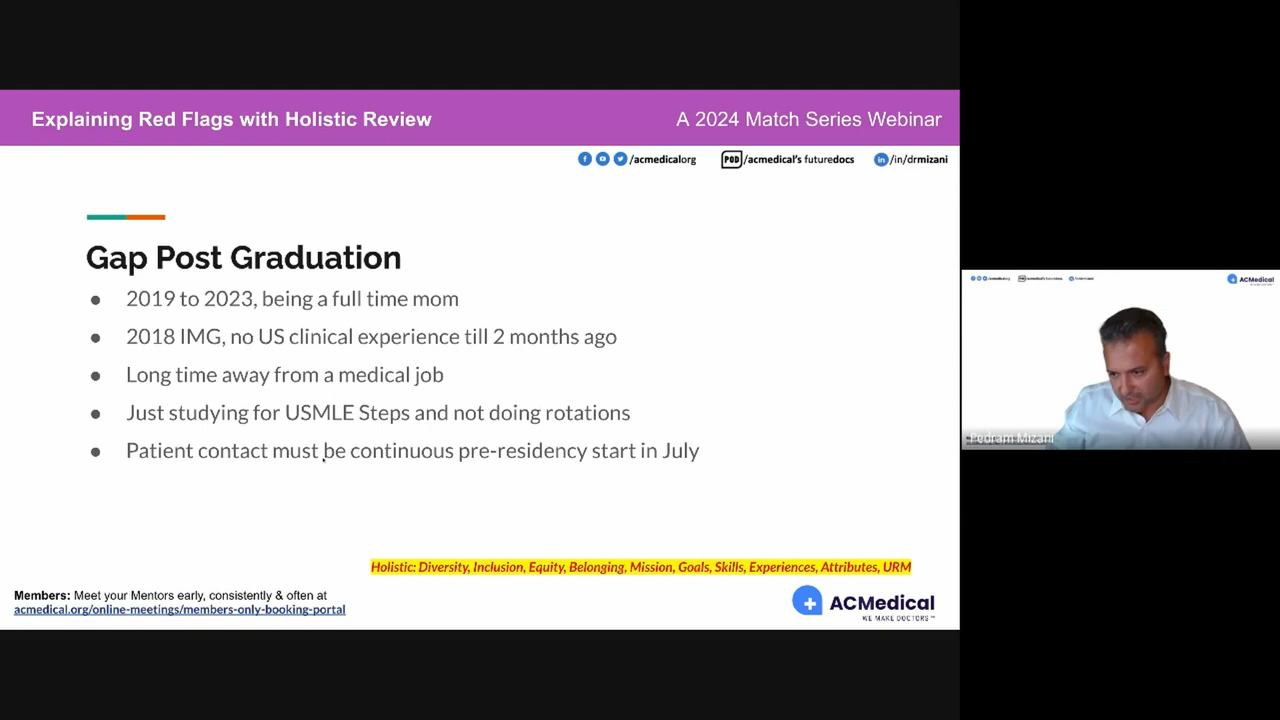 Explaining Red Flags with Holistic Review
A 2024 Match Series Webinar
/acmedicalorg
POD /acmedical's futuredocs
in /in/drmizani
Gap Post Graduation
● 2019 to 2023, being a full time mom
● 2018 IMG, no US clinical experience till 2 months ago
● Long time away from a medical job
● Just studying for USMLE Steps and not doing rotations
● Patient contact must be continuous pre-residency start in July
Holistic: Diversity, Inclusion, Equity, Belonging, Mission, Goals, Skills, Experiences, Attributes, URM
Members: Meet your Mentors early, consistently & often at
acmedical.org/online-meetings/members-only-booking-portal
ACMedical
WE MAKE DOCTORS™
ACMedical
Pedram Mizani